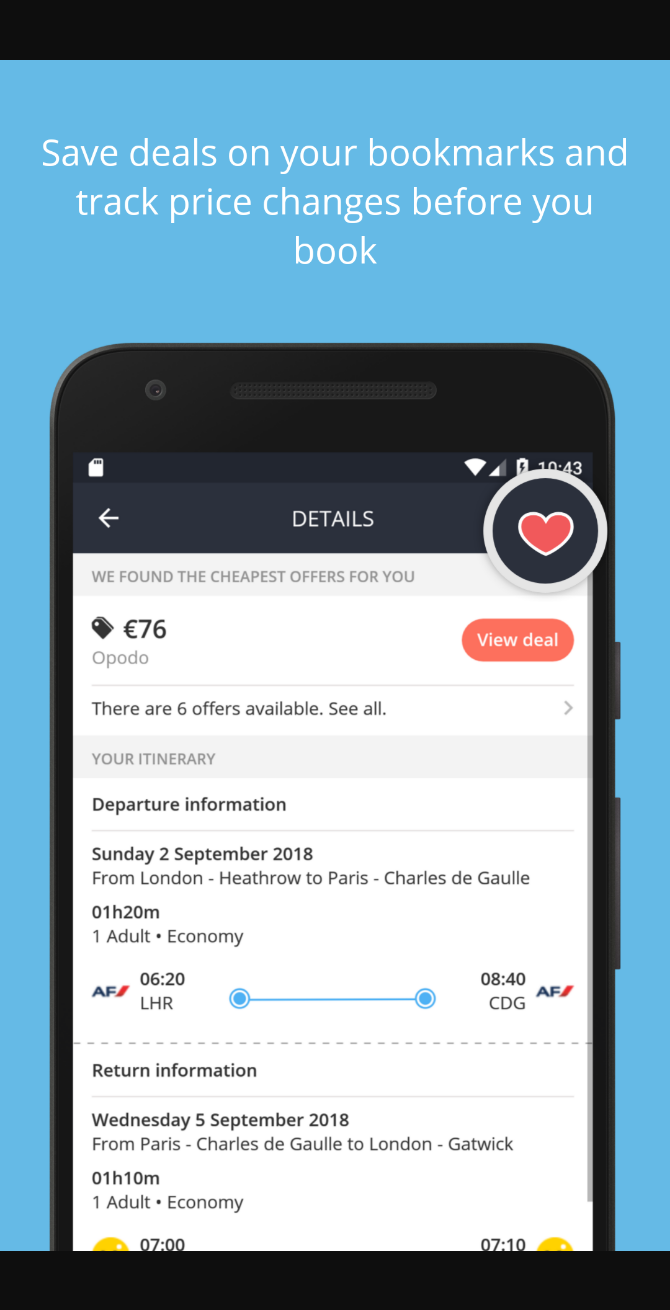 Save deals on your bookmarks and
track price changes before you
book
10:43
DETAILS
WE FOUND THE CHEAPEST OFFERS FOR YOU
€76
Opodo
View deal
There are 6 offers available. See all.
YOUR ITINERARY
Departure information
Sunday 2 September 2018
From London - Heathrow to Paris - Charles de Gaulle
01h20m
1 Adult • Economy
AF 06:20 08:40 AF
LHR CDG
Return information
Wednesday 5 September 2018
From Paris - Charles de Gaulle to London - Gatwick
01h10m
1 Adult • Economy
07:00 07:10